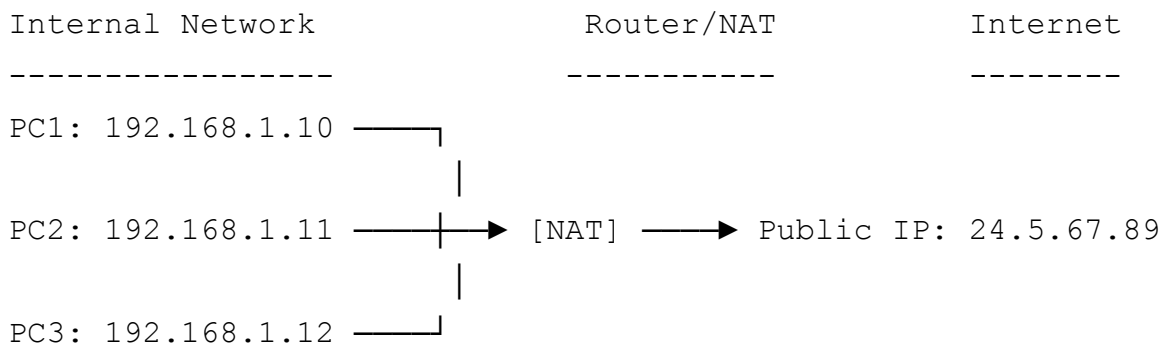 Internal Network Router/NAT Internet
----------------- ----------- --------
PC1: 192.168.1.10 ────┐
│
PC2: 192.168.1.11 ────┼──► [NAT] ────► Public IP: 24.5.67.89
│
PC3: 192.168.1.12 ────┘